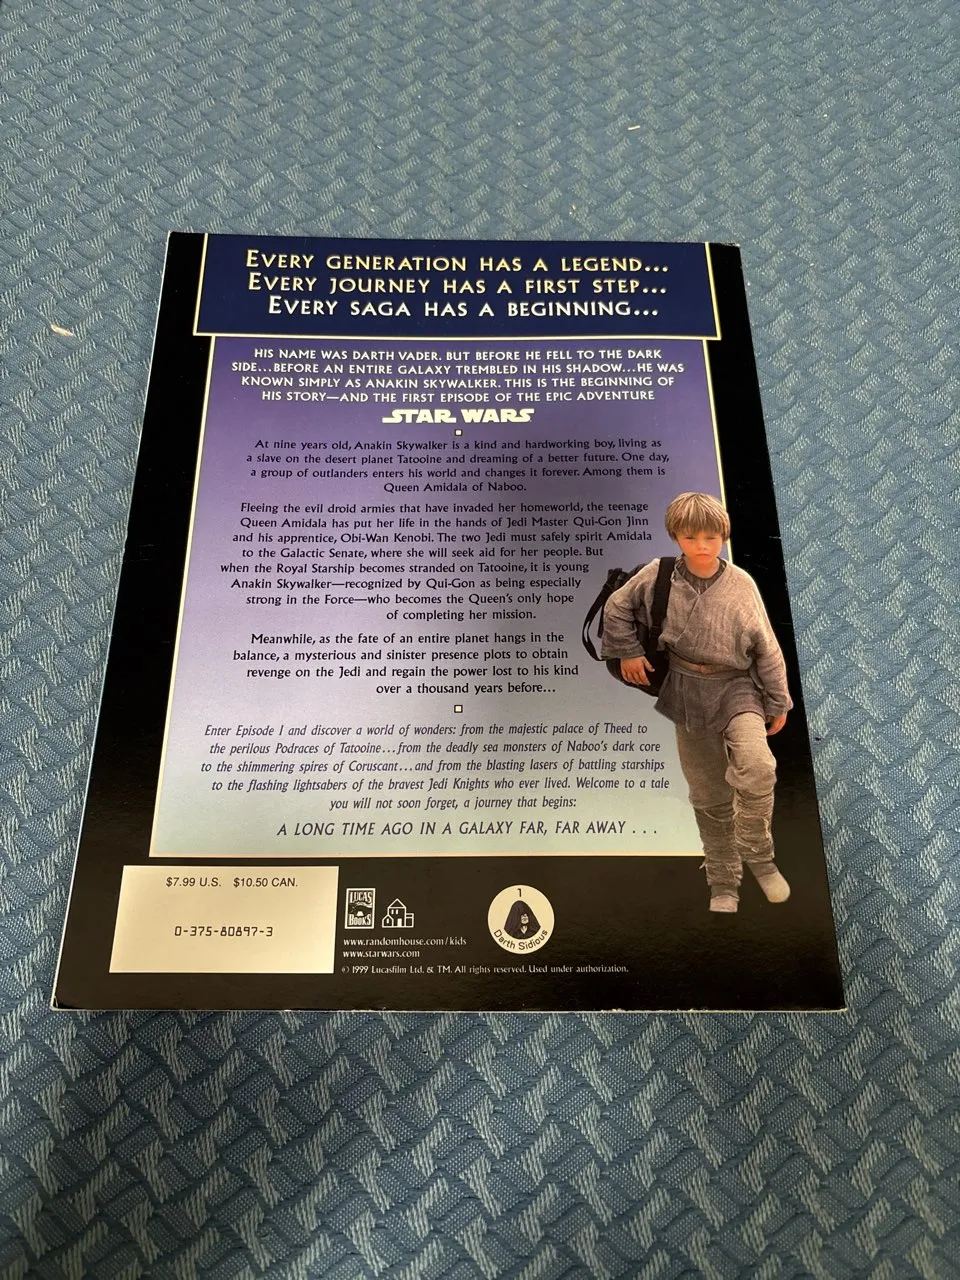 EVERY GENERATION HAS A LEGEND...
EVERY JOURNEY HAS A FIRST STEP...
EVERY SAGA HAS A BEGINNING...
HIS NAME WAS DARTH VADER. BUT BEFORE HE FELL TO THE DARK
SIDE...BEFORE AN ENTIRE GALAXY TREMBLED IN HIS SHADOW...HE WAS
KNOWN SIMPLY AS ANAKIN SKYWALKER. THIS IS THE BEGINNING OF
HIS STORY—AND THE FIRST EPISODE OF THE EPIC ADVENTURE
STAR WARS
At nine years old, Anakin Skywalker is a kind and hardworking boy, living as
a slave on the desert planet Tatooine and dreaming of a better future. One day,
a group of outlanders enters his world and changes it forever. Among them is
Queen Amidala of Naboo.
Fleeing the evil droid armies that have invaded her homeworld, the teenage
Queen Amidala has put her life in the hands of Jedi Master Qui-Gon Jinn
and his apprentice, Obi-Wan Kenobi. The two Jedi must safely spirit Amidala
to the Galactic Senate, where she will seek aid for her people. But
when the Royal Starship becomes stranded on Tatooine, it is young
Anakin Skywalker—recognized by Qui-Gon as being especially
strong in the Force—who becomes the Queen's only hope
of completing her mission.
Meanwhile, as the fate of an entire planet hangs in the
balance, a mysterious and sinister presence plots to obtain
revenge on the Jedi and regain the power lost to his kind
over a thousand years before...
Enter Episode I and discover a world of wonders: from the majestic palace of Theed to
the perilous Podraces of Tatooine...from the deadly sea monsters of Naboo's dark core
to the shimmering spires of Coruscant...and from the blasting lasers of battling starships
to the flashing lightsabers of the bravest Jedi Knights who ever lived. Welcome to a tale
you will not soon forget, a journey that begins:
A LONG TIME AGO IN A GALAXY FAR, FAR AWAY . . .
$7.99 U.S. $10.50 CAN.
0-375-80897-3
LUCAS
BOOKS
www.randomhouse.com/kids
www.starwars.com
© 1999 Lucasfilm Ltd. & TM. All rights reserved. Used under authorization.
1
Darth Sidious